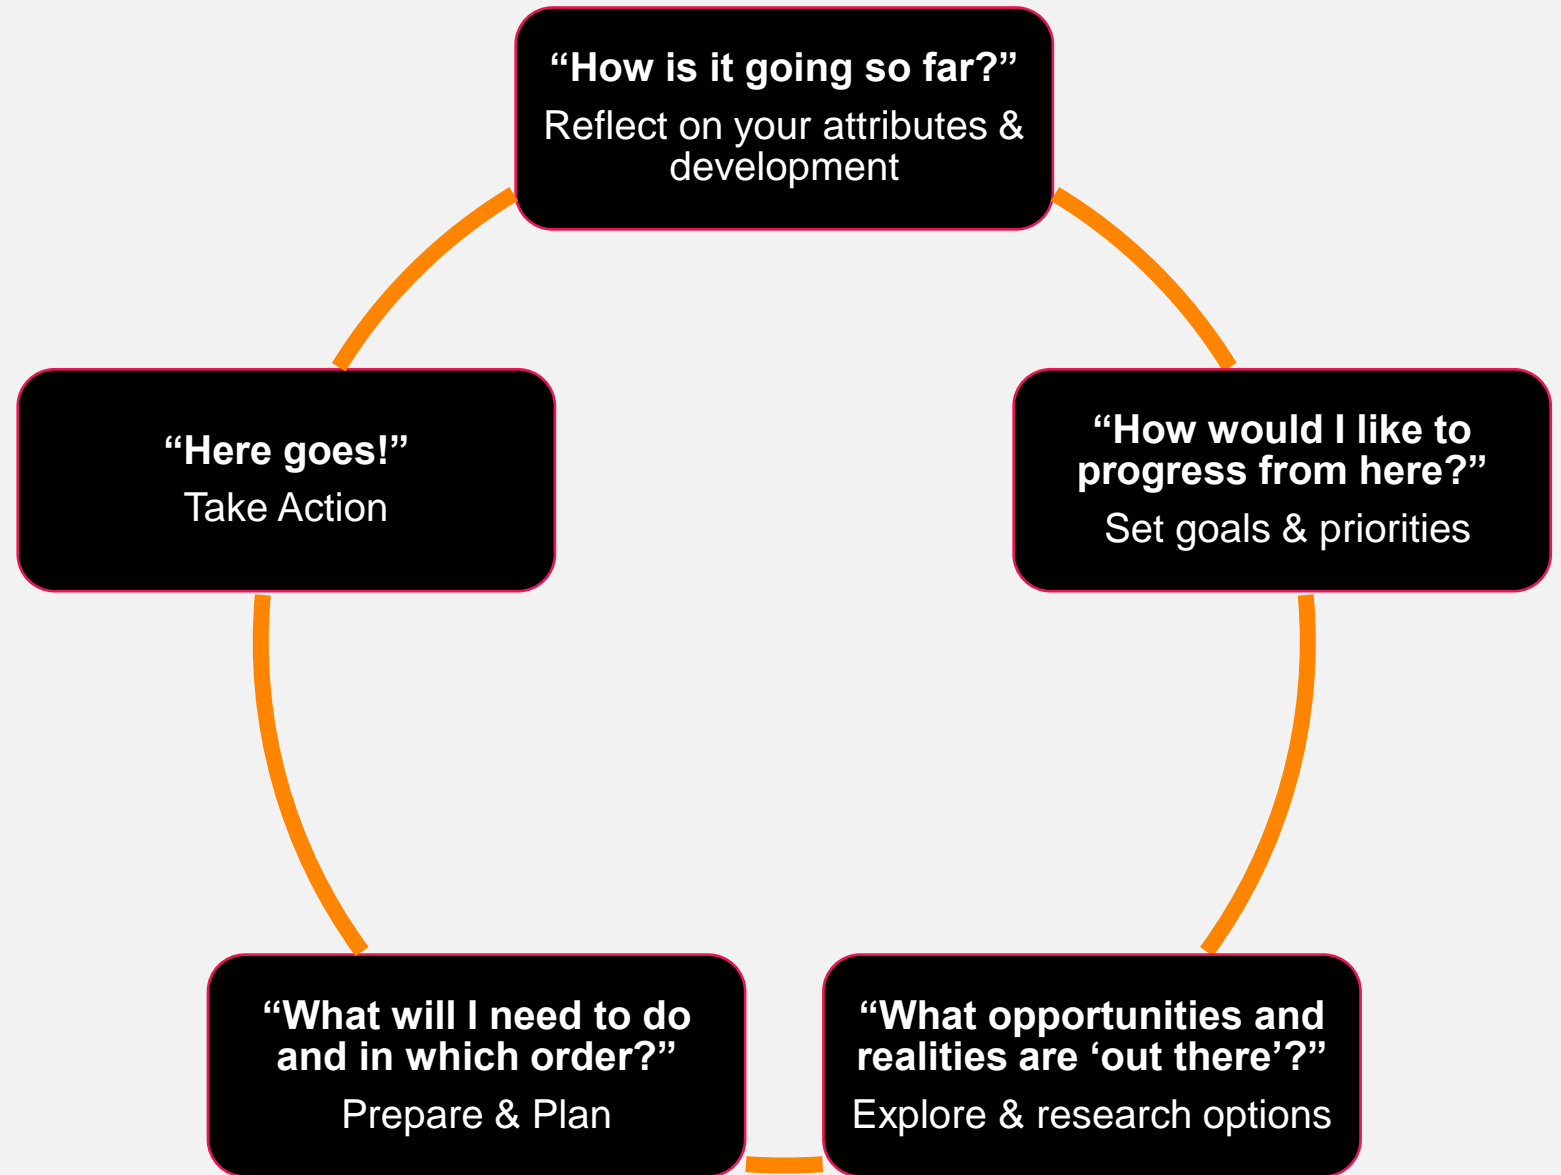 “How is it going so far?”
Reflect on your attributes &
development
“How would I like to
progress from here?”
Set goals & priorities
“What opportunities and
realities are ‘out there’?”
Explore & research options
“What will I need to do
and in which order?”
Prepare & Plan
“Here goes!”
Take Action